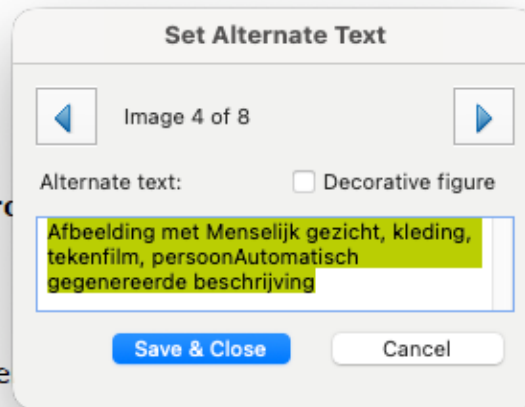 Set Alternate Text
Image 4 of 8
Alternate text:
Decorative figure
Afbeelding met Menselijk gezicht, kleding,
tekenfilm, persoonAutomatisch
gegenereerde beschrijving
Save & Close
Cancel